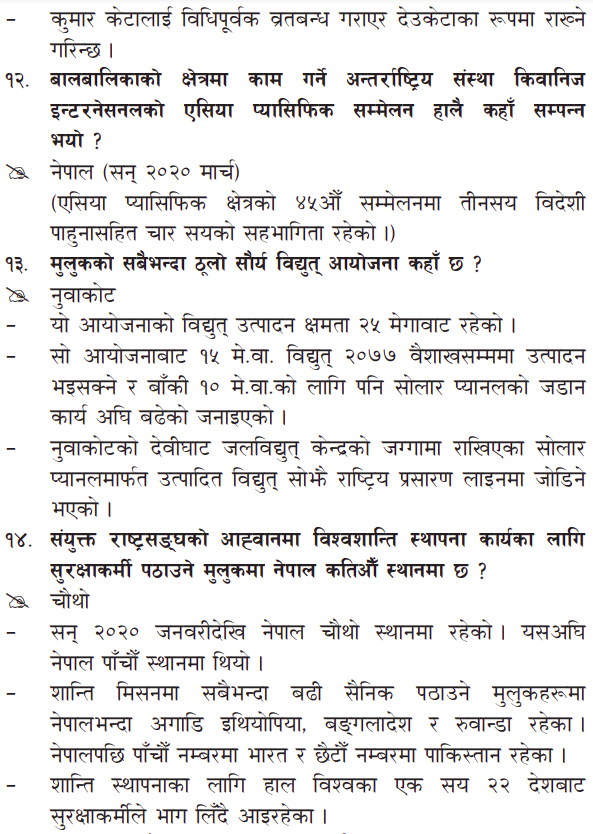 – कुमार केटालाई विधिपूर्वक व्रतबन्ध गराएर देउकेटाका रूपमा राख्ने
गरिन्छ ।
१२. बालबालिकाको क्षेत्रमा काम गर्ने अन्तर्राष्ट्रिय संस्था किवानिज
इन्टरनेसनलको एसिया प्यासिफिक सम्मेलन हालै कहाँ सम्पन्न
भयो ?
नेपाल (सन् २०२० मार्च)
(एसिया प्यासिफिक क्षेत्रको ४५औँ सम्मेलनमा तीनसय विदेशी
पाहुनासहित चार सयको सहभागिता रहेको ।)
१३. मुलुकको सबैभन्दा ठूलो सौर्य विद्युत् आयोजना कहाँ छ ?
नुवाकोट
– यो आयोजनाको विद्युत् उत्पादन क्षमता २५ मेगावाट रहेको ।
– सो आयोजनाबाट १५ मे.वा. विद्युत् २०७७ वैशाखसम्ममा उत्पादन
भइसक्ने र बाँकी १० मे.वा.को लागि पनि सोलार प्यानलको जडान
कार्य अघि बढेको जनाइएको ।
– नुवाकोटको देवीघाट जलविद्युत् केन्द्रको जग्गामा राखिएका सोलार
प्यानलमार्फत उत्पादित विद्युत् सोझै राष्ट्रिय प्रसारण लाइनमा जोडिने
भएको ।
१४. संयुक्त राष्ट्रसङ्घको आह्वानमा विश्वशान्ति स्थापना कार्यका लागि
सुरक्षाकर्मी पठाउने मुलुकमा नेपाल कतिऔँ स्थानमा छ ?
चौथो
– सन् २०२० जनवरीदेखि नेपाल चौथो स्थानमा रहेको । यसअघि
नेपाल पाँचौँ स्थानमा थियो ।
– शान्ति मिसनमा सबैभन्दा बढी सैनिक पठाउने मुलुकहरूमा
नेपालभन्दा अगाडि इथियोपिया, बङ्गलादेश र रुवान्डा रहेका ।
नेपालपछि पाँचौँ नम्बरमा भारत र छैटौँ नम्बरमा पाकिस्तान रहेका ।
– शान्ति स्थापनाका लागि हाल विश्वका एक सय २२ देशबाट
सुरक्षाकर्मीले भाग लिँदै आइरहेका ।